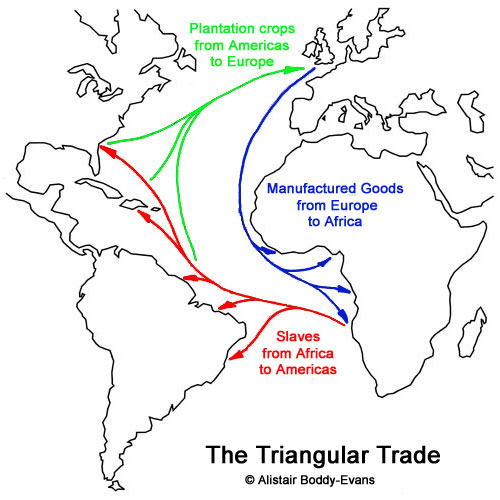 Plantation crops
from Americas
to Europe
Manufactured Goods
from Europe
to Africa
Slaves
from Africa
to Americas
The Triangular Trade
© Alistair Boddy-Evans